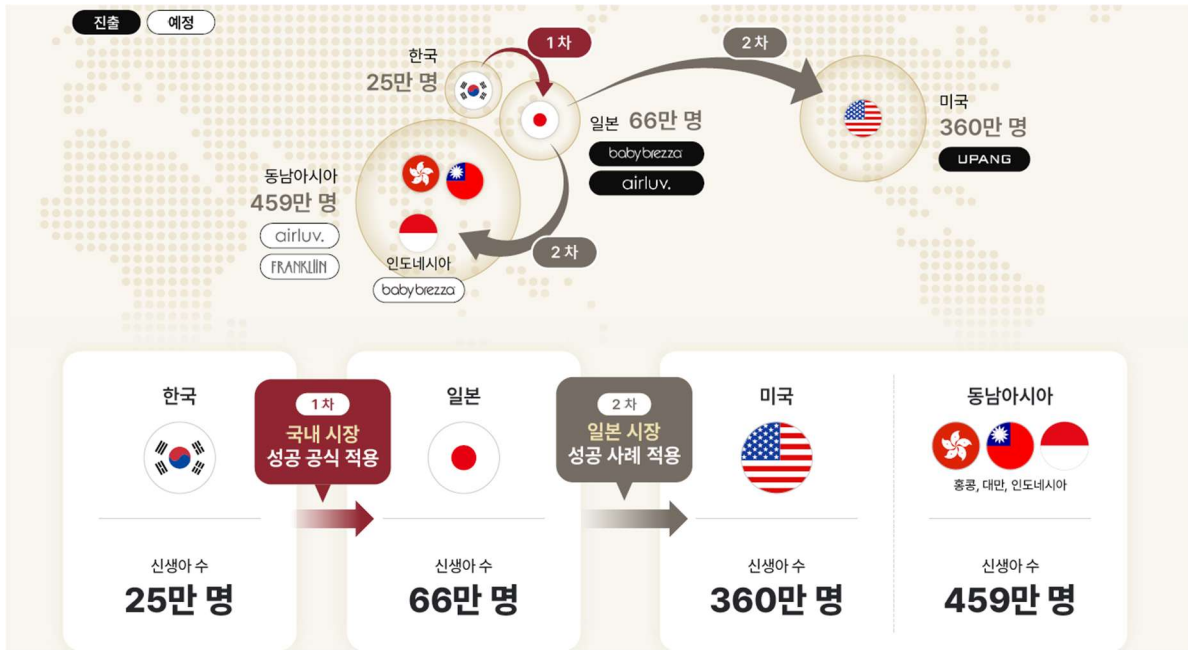 진출
예정
한국
25만 명
1차
2차
일본 66만 명
babybrezza
airluv.
미국
360만 명
UPANG
동남아시아
459만 명
airluv.
FRANKLIIN
인도네시아
babybrezza
2차
한국
신생아 수
25만 명
1차
국내 시장
성공 공식 적용
일본
신생아 수
66만 명
2차
일본 시장
성공 사례 적용
미국
신생아 수
360만 명
동남아시아
홍콩, 대만, 인도네시아
신생아 수
459만 명